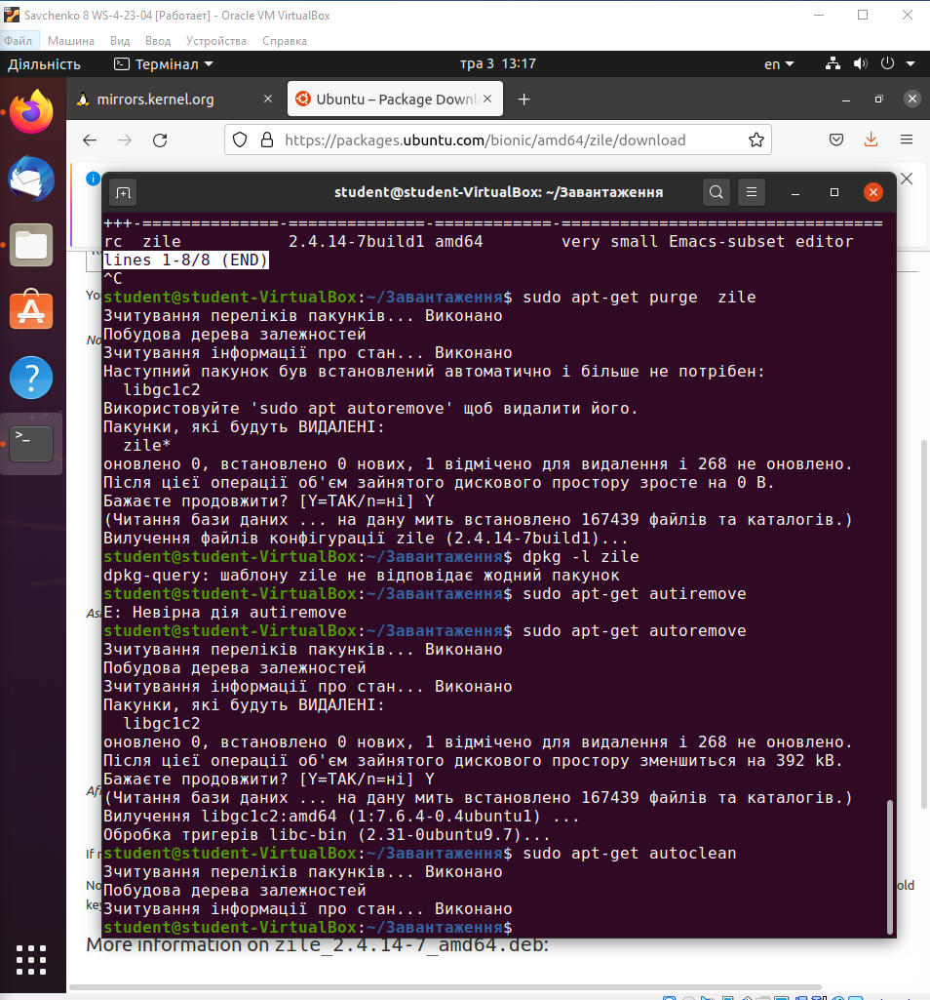 Savchenko 8 WS-4-23-04 [Работает] - Oracle VM VirtualBox
Файл Машина Вид Ввод Устройства Справка
Діяльність Термінал тра 3 13:17 en
mirrors.kernel.org Ubuntu – Package Downl
https://packages.ubuntu.com/bionic/amd64/zile/download
student@student-VirtualBox: ~/Завантаження
+++-==============-==============-============-=================================
rc zile 2.4.14-7build1 amd64 very small Emacs-subset editor
lines 1-8/8 (END)
^C
student@student-VirtualBox:~/Завантаження$ sudo apt-get purge  zile
Зчитування переліків пакунків... Виконано
Побудова дерева залежностей
Зчитування інформації про стан... Виконано
Наступний пакунок був встановлений автоматично і більше не потрібен:
libgc1c2
Використовуйте 'sudo apt autoremove' щоб видалити його.
Пакунки, які будуть ВИДАЛЕНІ:
zile*
оновлено 0, встановлено 0 нових, 1 відмічено для видалення і 268 не оновлено.
Після цієї операції об'єм зайнятого дискового простору зросте на 0 B.
Бажаєте продовжити? [Y=ТАК/n=ні] Y
(Читання бази даних ... на дану мить встановлено 167439 файлів та каталогів.)
Вилучення файлів конфігурації zile (2.4.14-7build1)...
student@student-VirtualBox:~/Завантаження$ dpkg -l zile
dpkg-query: шаблону zile не відповідає жодний пакунок
student@student-VirtualBox:~/Завантаження$ sudo apt-get autiremove
E: Невірна дія autiremove
student@student-VirtualBox:~/Завантаження$ sudo apt-get autoremove
Зчитування переліків пакунків... Виконано
Побудова дерева залежностей
Зчитування інформації про стан... Виконано
Пакунки, які будуть ВИДАЛЕНІ:
libgc1c2
оновлено 0, встановлено 0 нових, 1 відмічено для видалення і 268 не оновлено.
Після цієї операції об'єм зайнятого дискового простору зменшиться на 392 kB.
Бажаєте продовжити? [Y=ТАК/n=ні] Y
(Читання бази даних ... на дану мить встановлено 167439 файлів та каталогів.)
Вилучення libgc1c2:amd64 (1:7.6.4-0.4ubuntu1) ...
Обробка тригерів libc-bin (2.31-0ubuntu9.7)...
student@student-VirtualBox:~/Завантаження$ sudo apt-get autoclean
Зчитування переліків пакунків... Виконано
Побудова дерева залежностей
Зчитування інформації про стан... Виконано
student@student-VirtualBox:~/Завантаження$
old
More information on zile_2.4.14-7_amd64.deb: